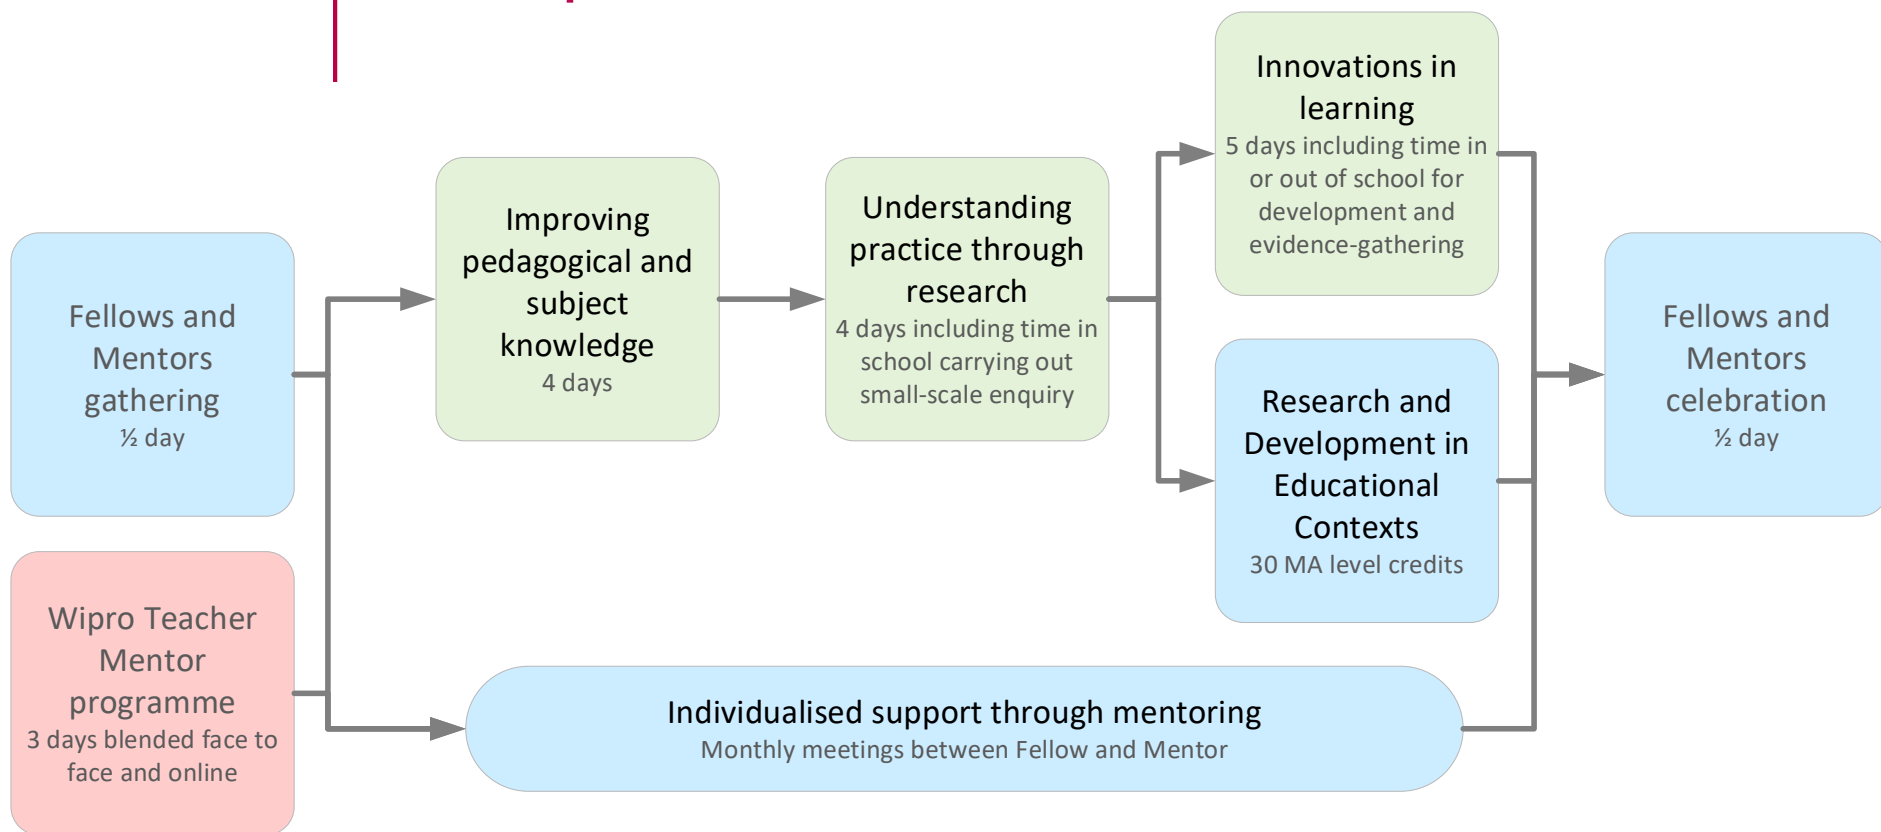 Fellows and
Mentors
gathering
½ day
Wipro Teacher
Mentor
programme
3 days blended face to
face and online
Improving
pedagogical and
subject
knowledge
4 days
Understanding
practice through
research
4 days including time in
school carrying out
small-scale enquiry
Innovations in
learning
5 days including time in
or out of school for
development and
evidence-gathering
Research and
Development in
Educational
Contexts
30 MA level credits
Individualised support through mentoring
Monthly meetings between Fellow and Mentor
Fellows and
Mentors
celebration
½ day